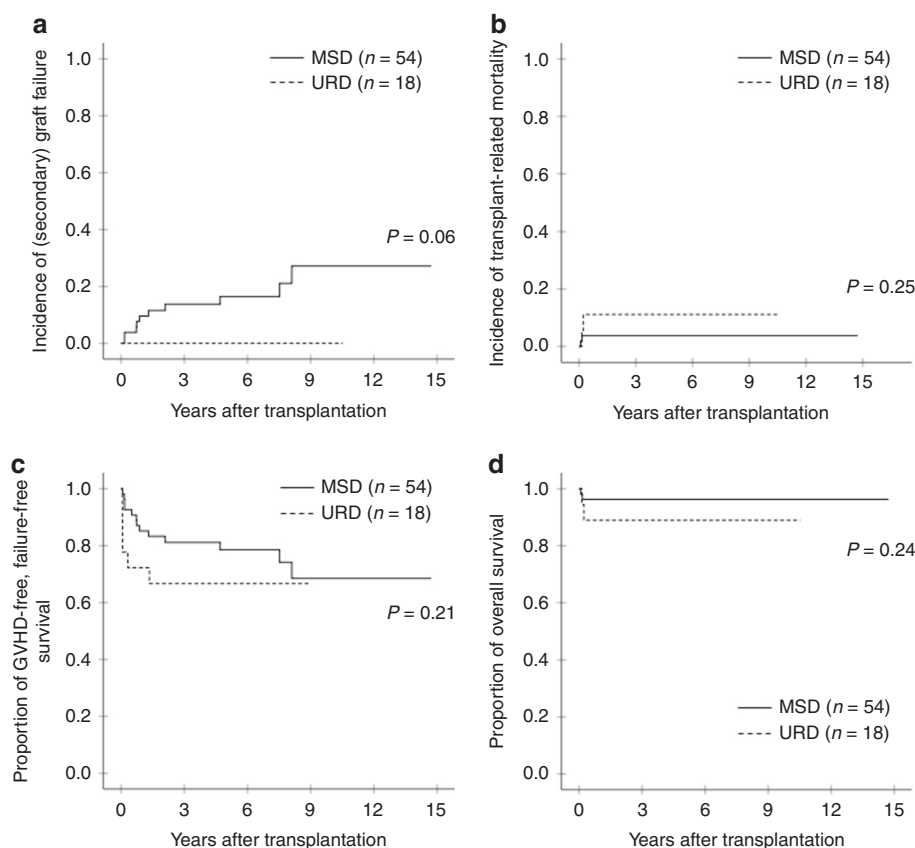 a
Incidence of (secondary) graft failure
1.0
0.8
0.6
0.4
0.2
0.0
MSD (n = 54)
URD (n = 18)
P = 0.06
0 3 6 9 12 15
Years after transplantation
b
Incidence of transplant-related mortality
1.0
0.8
0.6
0.4
0.2
0.0
MSD (n = 54)
URD (n = 18)
P = 0.25
0 3 6 9 12 15
Years after transplantation
c
Proportion of GVHD-free, failure-free
survival
1.0
0.8
0.6
0.4
0.2
0.0
MSD (n = 54)
URD (n = 18)
P = 0.21
0 3 6 9 12 15
Years after transplantation
d
Proportion of overall survival
1.0
0.8
0.6
0.4
0.2
0.0
P = 0.24
MSD (n = 54)
URD (n = 18)
0 3 6 9 12 15
Years after transplantation